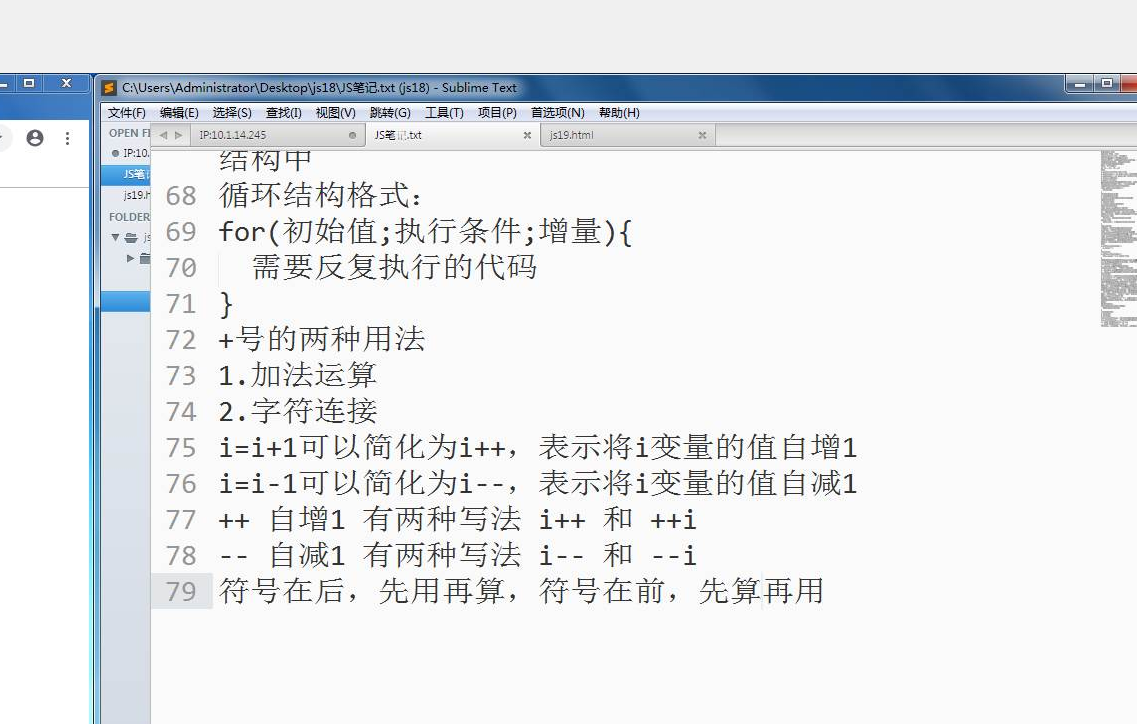 C:\Users\Administrator\Desktop\js18\JS笔记.txt (js18) - Sublime Text
文件(F) 编辑(E) 选择(S) 查找(I) 视图(V) 跳转(G) 工具(T) 项目(P) 首选项(N) 帮助(H)
OPEN FI
IP:10.1.14.245
JS笔记.txt
js19.html
IP:10.
JS笔
js19.h
FOLDER
js
结构中
68 循环结构格式:
69 for(初始值;执行条件;增量){
70 需要反复执行的代码
71 }
72 +号的两种用法
73 1.加法运算
74 2.字符连接
75 i=i+1可以简化为i++，表示将i变量的值自增1
76 i=i-1可以简化为i--，表示将i变量的值自减1
77 ++ 自增1 有两种写法 i++ 和 ++i
78 -- 自减1 有两种写法 i-- 和 --i
79 符号在后，先用再算，符号在前，先算再用